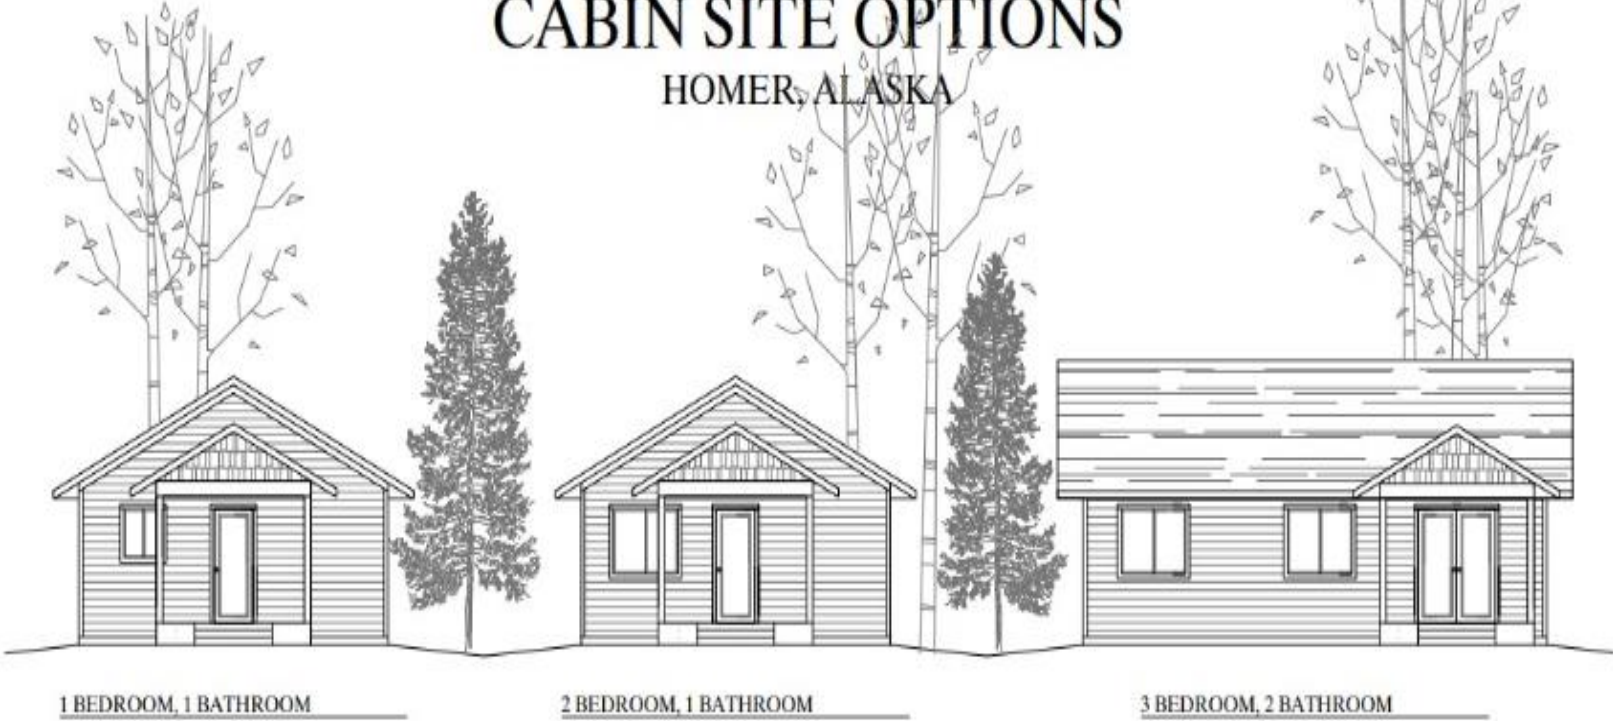 CABIN SITE OPTIONS
HOMER, ALASKA
1 BEDROOM, 1 BATHROOM
2 BEDROOM, 1 BATHROOM
3 BEDROOM, 2 BATHROOM